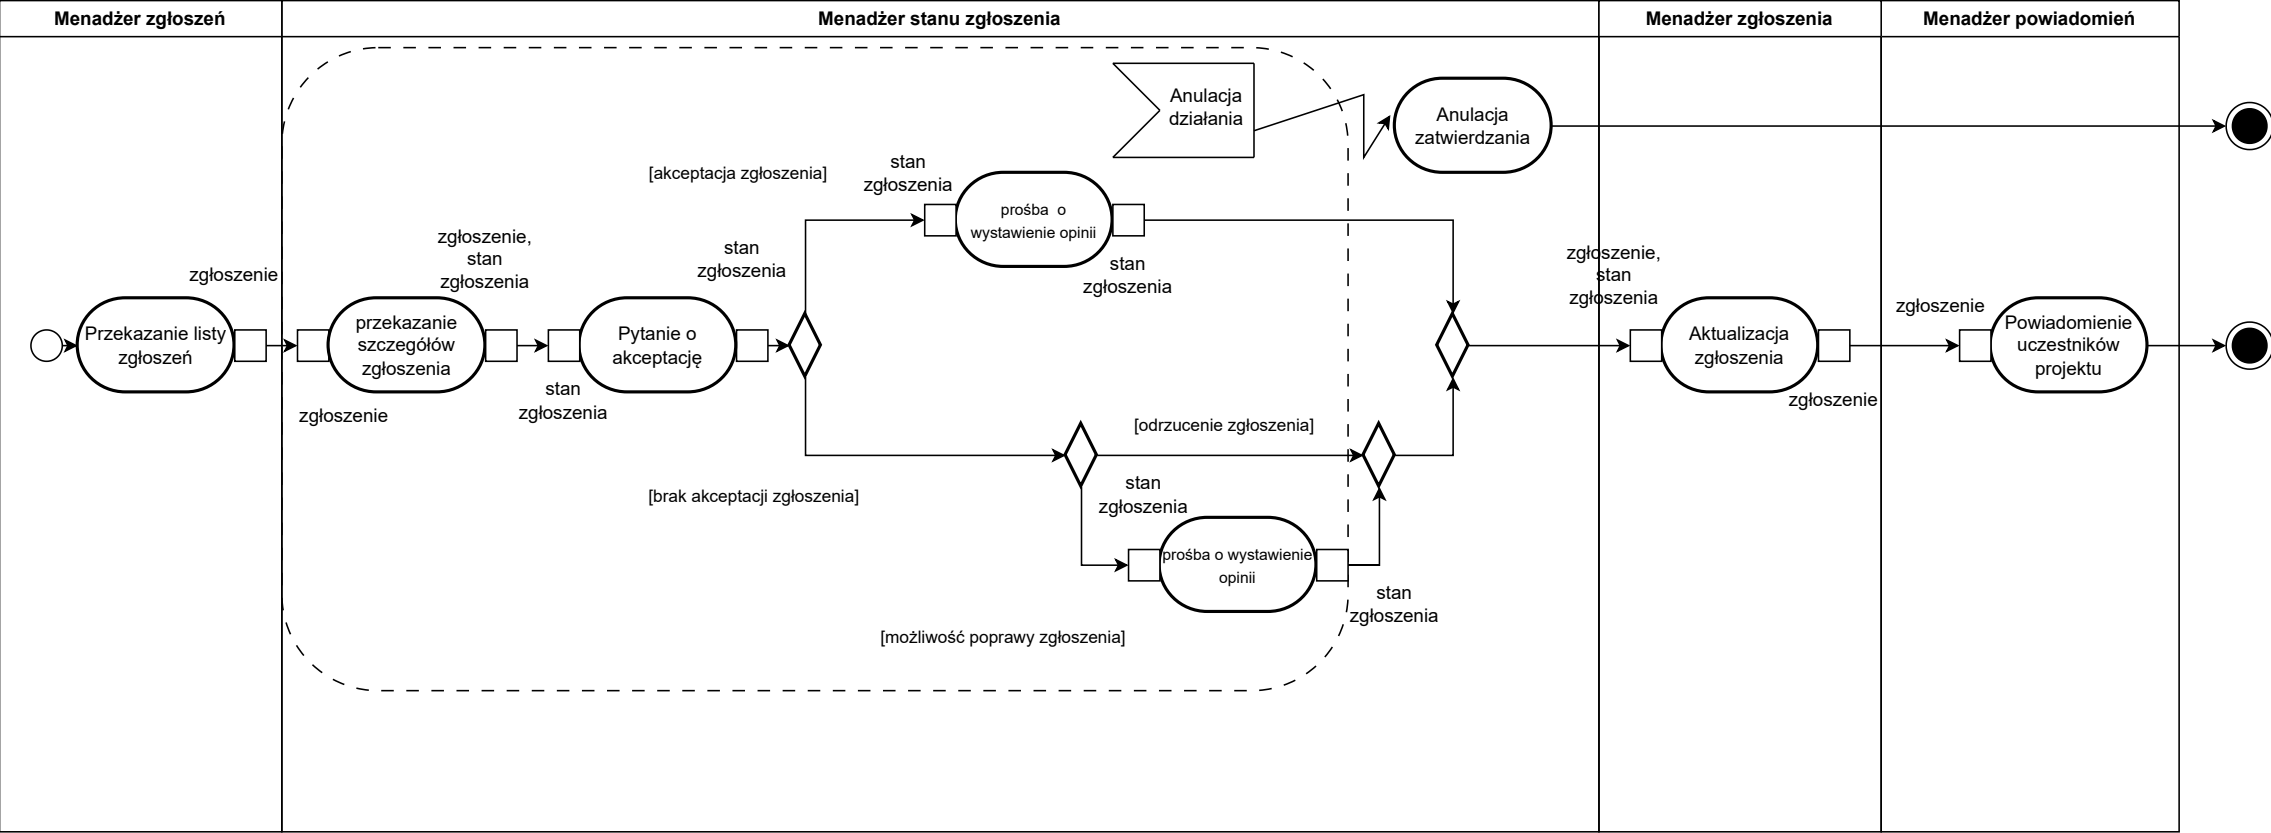 Menadżer zgłoszeń
Menadżer stanu zgłoszenia
Menadżer zgłoszenia
Menadżer powiadomień
Anulacja
działania
Anulacja
zatwierdzania
[akceptacja zgłoszenia]
stan
zgłoszenia
prośba o
wystawienie opinii
stan
zgłoszenia
zgłoszenie
Przekazanie listy
zgłoszeń
zgłoszenie,
stan
zgłoszenia
przekazanie
szczegółów
zgłoszenia
zgłoszenie
stan
zgłoszenia
Pytanie o
akceptację
stan
zgłoszenia
[brak akceptacji zgłoszenia]
[odrzucenie zgłoszenia]
stan
zgłoszenia
prośba o wystawienie
opinii
stan
zgłoszenia
[możliwość poprawy zgłoszenia]
zgłoszenie,
stan
zgłoszenia
Aktualizacja
zgłoszenia
zgłoszenie
zgłoszenie
Powiadomienie
uczestników
projektu